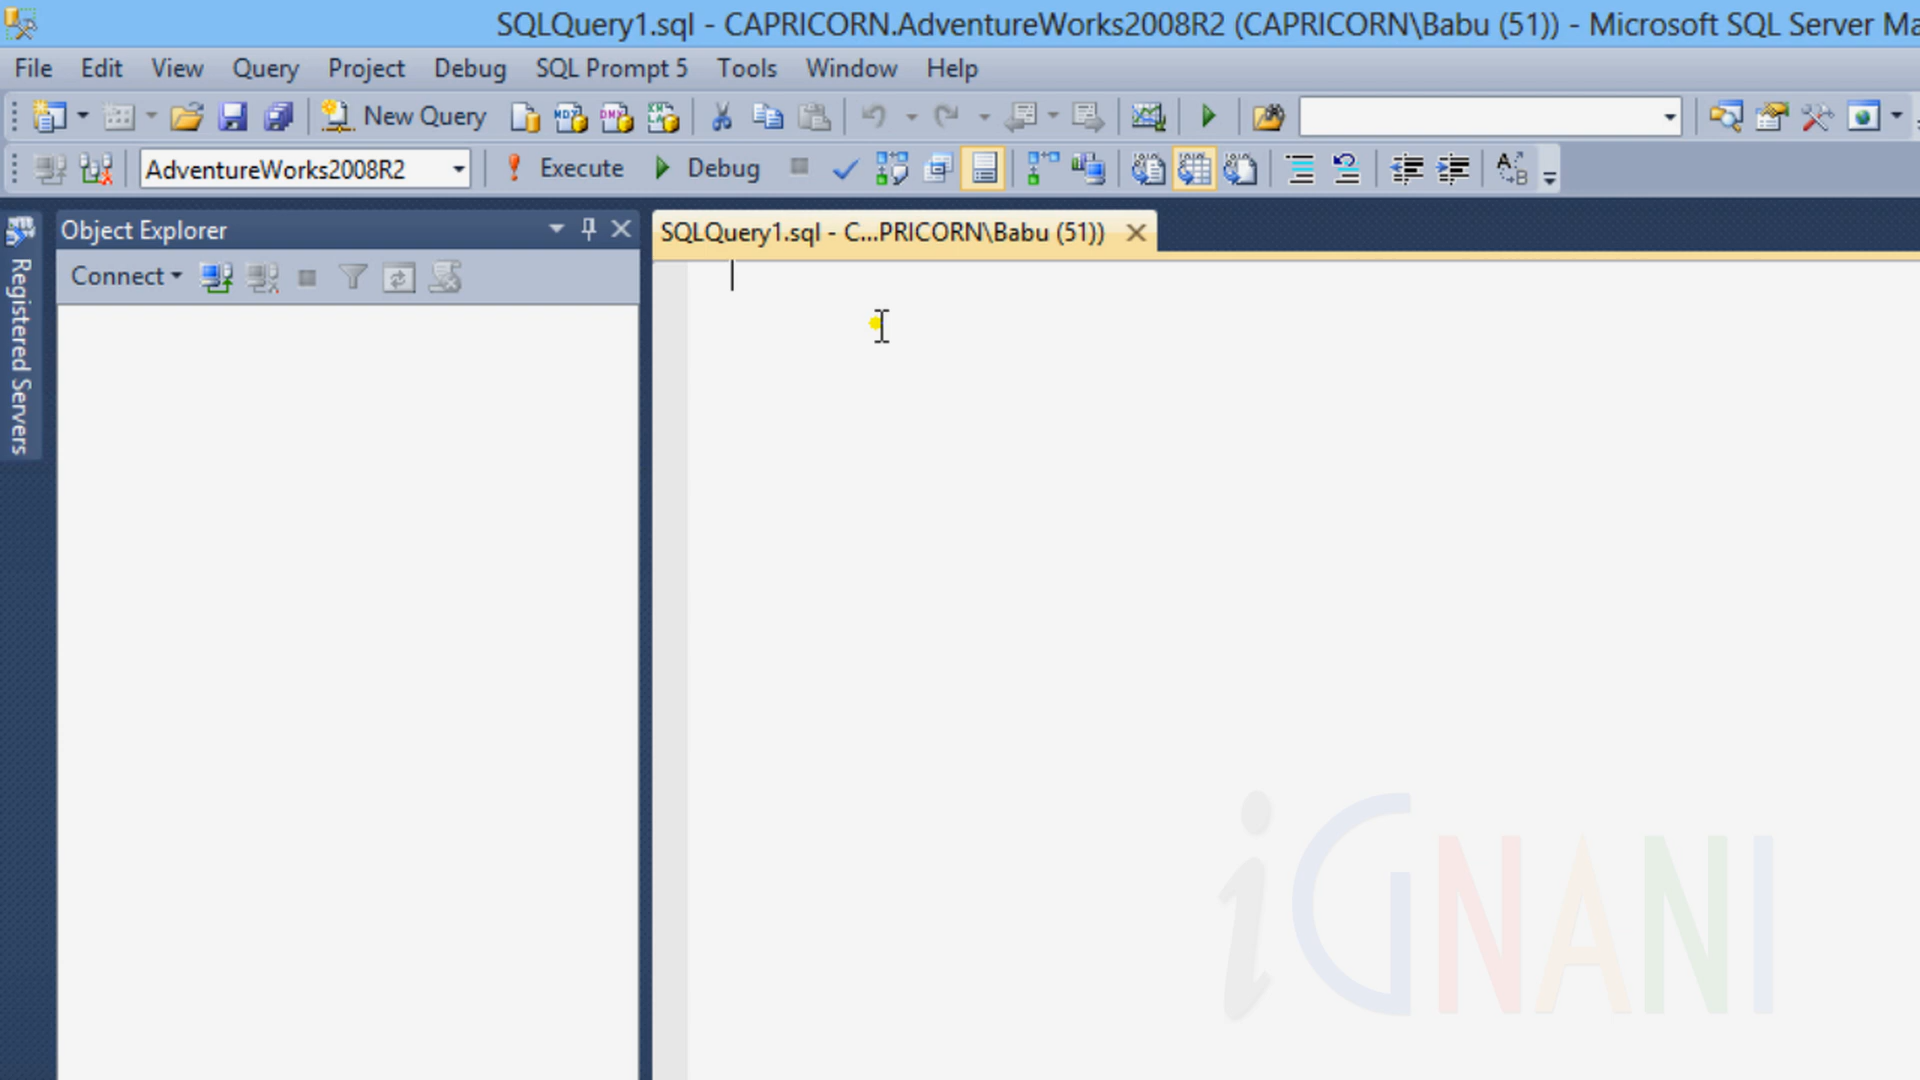 SQLQuery1.sql - CAPRICORN.AdventureWorks2008R2 (CAPRICORN\Babu (51)) - Microsoft SQL Server Ma
File Edit View Query Project Debug SQL Prompt 5 Tools Window Help
New Query
AdventureWorks2008R2 Execute Debug
Object Explorer
SQLQuery1.sql - C...PRICORN\Babu (51))
Connect
Registered Servers
iGNANI